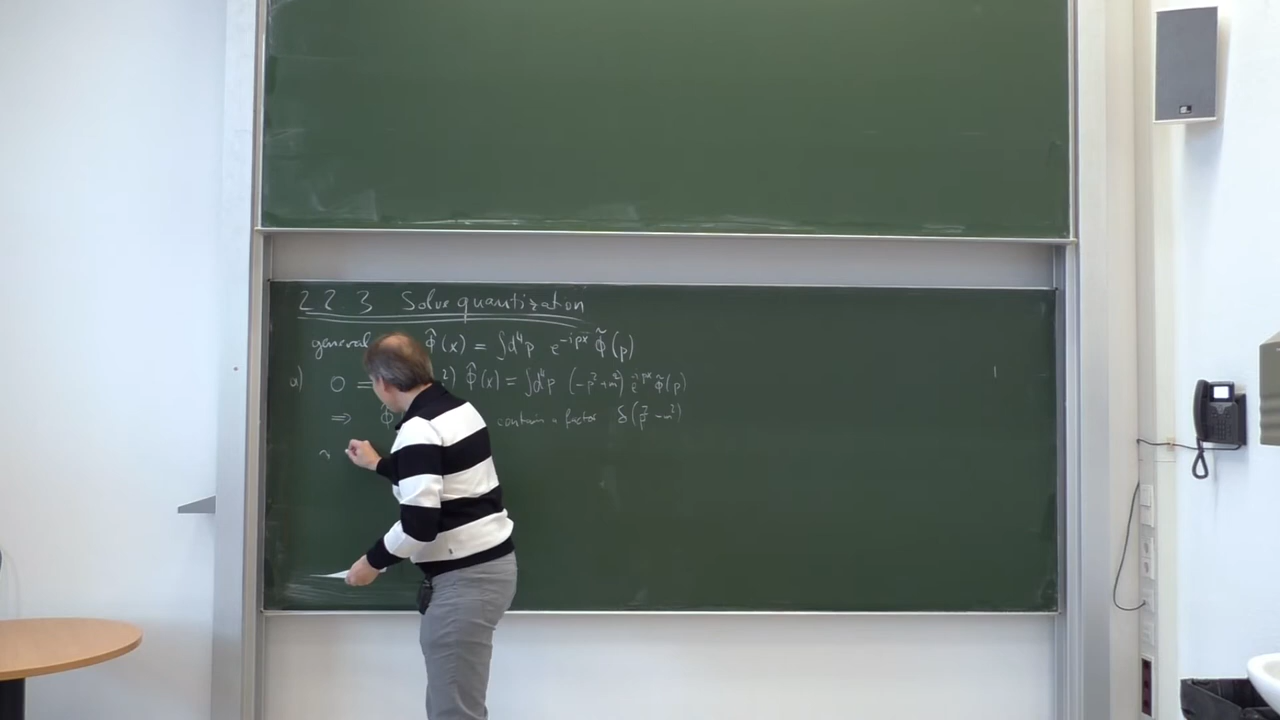 2.2.3 Solve quantization
general φ̂(x) = ∫d⁴p e^{-ipx} φ̃(p)
a) 0 = ²) φ̂(x) = ∫d⁴p (-p²+m²) e^{-ipx} φ̃(p)
⇒ contain a factor δ(p²-m²)